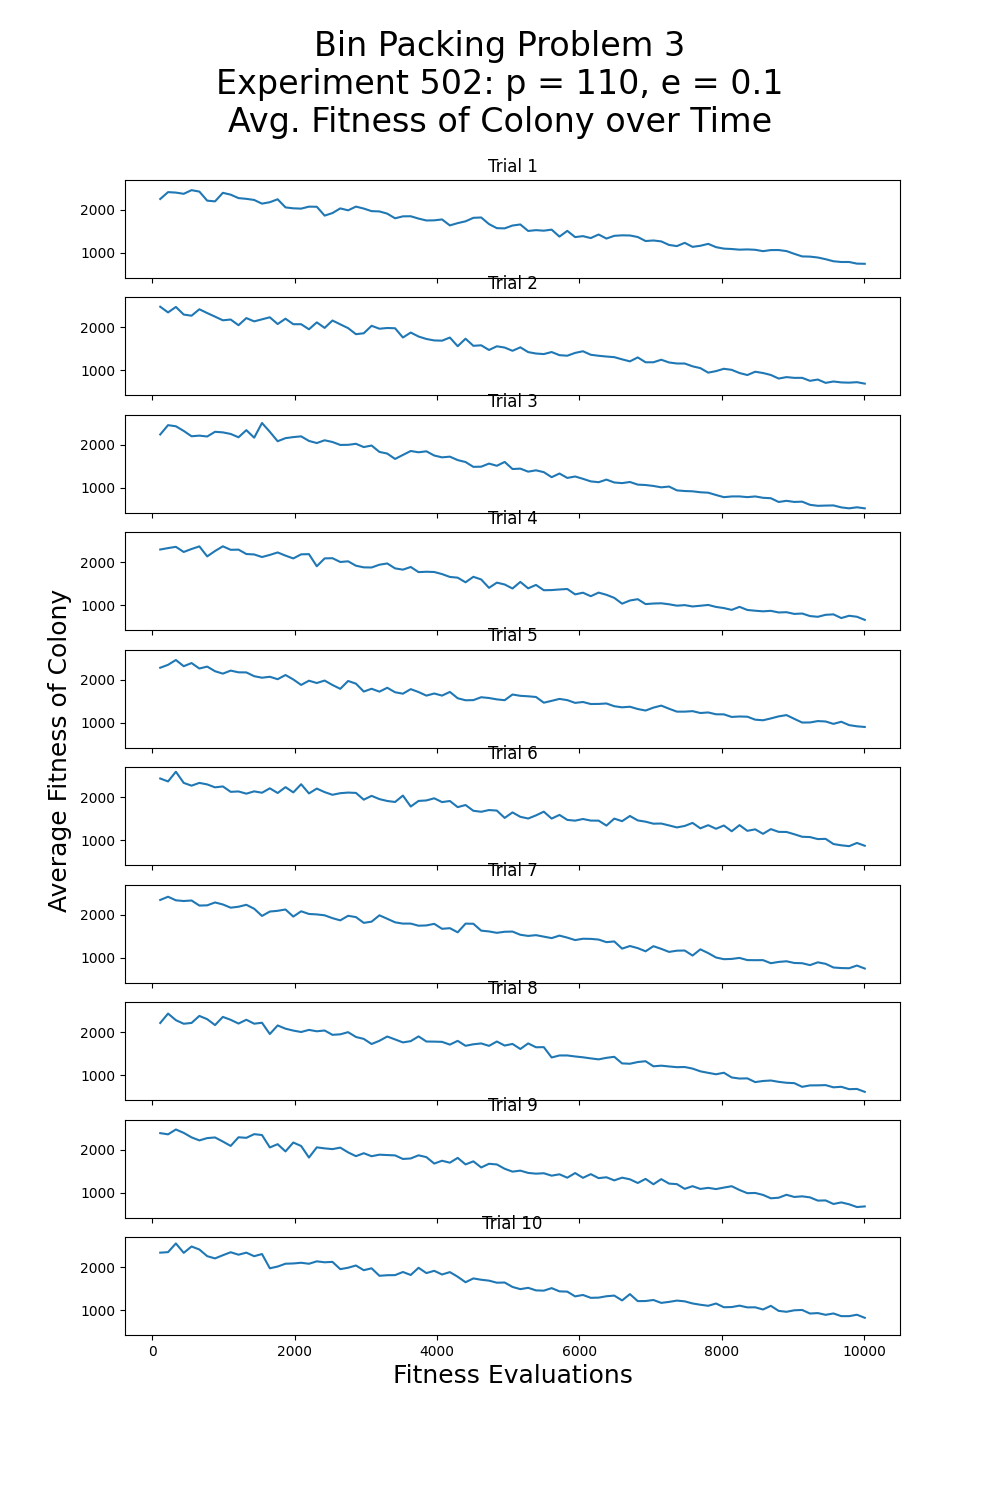 Bin Packing Problem 3
Experiment 502: p = 110, e = 0.1
Avg. Fitness of Colony over Time
Trial 1
2000
1000
Trial 2
2000
1000
Trial 3
2000
1000
Trial 4
2000
1000
Trial 5
2000
1000
Trial 6
2000
1000
Trial 7
2000
1000
Trial 8
2000
1000
Trial 9
2000
1000
Trial 10
2000
1000
0 2000 4000 6000 8000 10000
Fitness Evaluations
Average Fitness of Colony